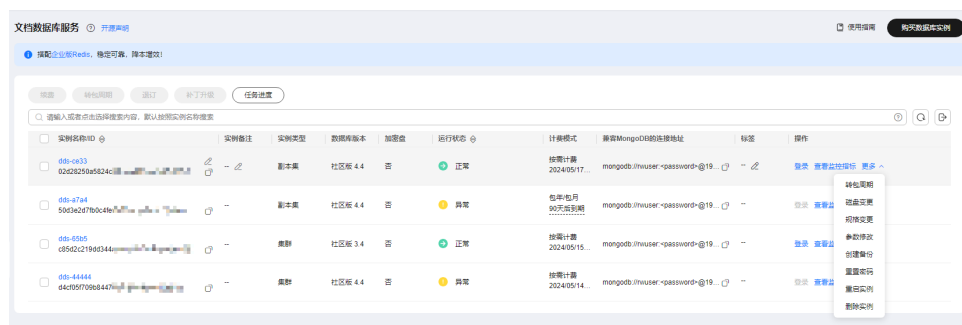 文档数据库服务 开源声明 使用指南 购买数据库实例
搭配企业版Redis，稳定可靠，降本增效！
续费 转包周期 退订 补丁升级 任务进度
请输入或者点击选择搜索内容，默认按照实例名称搜索
实例名称/ID 实例备注 实例类型 数据库版本 加密盘 运行状态 计费模式 兼容MongoDB的连接地址 标签 操作
dds-ce33
02d28250a5824c -- 副本集 社区版 4.4 否 正常 按需计费 2024/05/17... mongodb://rwuser:<password>@19... -- 登录 查看监控指标 更多
dds-a7a4
50d3e2d7fb0c4fe -- 副本集 社区版 4.4 否 异常 包年/包月 90天后到期 mongodb://rwuser:<password>@19... -- 登录 查看监
dds-65b5
c85d2c219dd344 -- 集群 社区版 3.4 否 正常 按需计费 2024/05/15... mongodb://rwuser:<password>@19... -- 登录 查看监
dds-44444
d4cf05f709b8447 -- 集群 社区版 4.4 否 异常 按需计费 2024/05/14... mongodb://rwuser:<password>@19... -- 登录 查看监
转包周期
磁盘变更
规格变更
参数修改
创建备份
重置密码
重启实例
删除实例